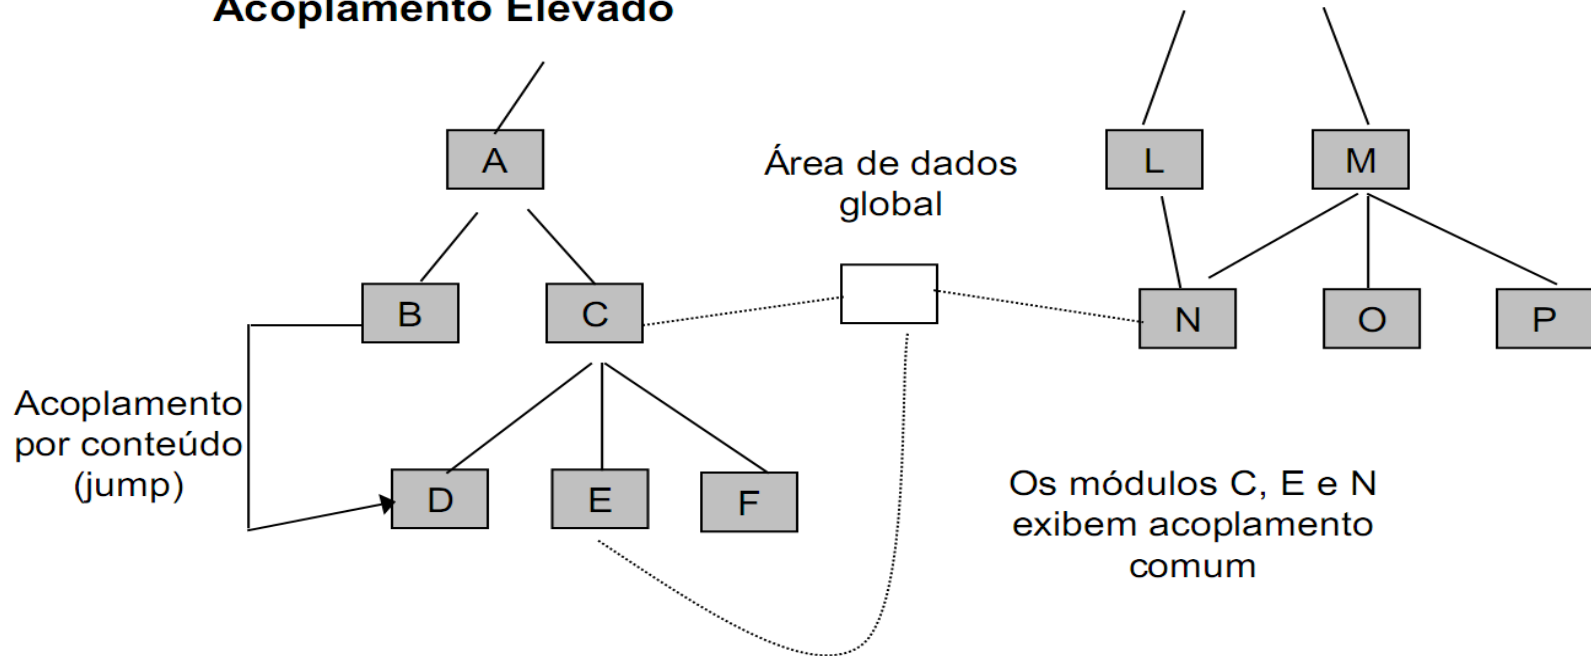 Acoplamento Elevado
A
L
M
Área de dados
global
B
C
N
O
P
Acoplamento
por conteúdo
(jump)
D
E
F
Os módulos C, E e N
exibem acoplamento
comum